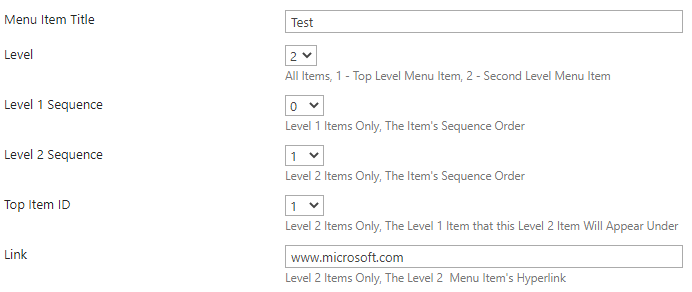 Menu Item Title Test
Level 2
All Items, 1 - Top Level Menu Item, 2 - Second Level Menu Item
Level 1 Sequence 0
Level 1 Items Only, The Item's Sequence Order
Level 2 Sequence 1
Level 2 Items Only, The Item's Sequence Order
Top Item ID 1
Level 2 Items Only, The Level 1 Item that this Level 2 Item Will Appear Under
Link www.microsoft.com
Level 2 Items Only, The Level 2  Menu Item's Hyperlink